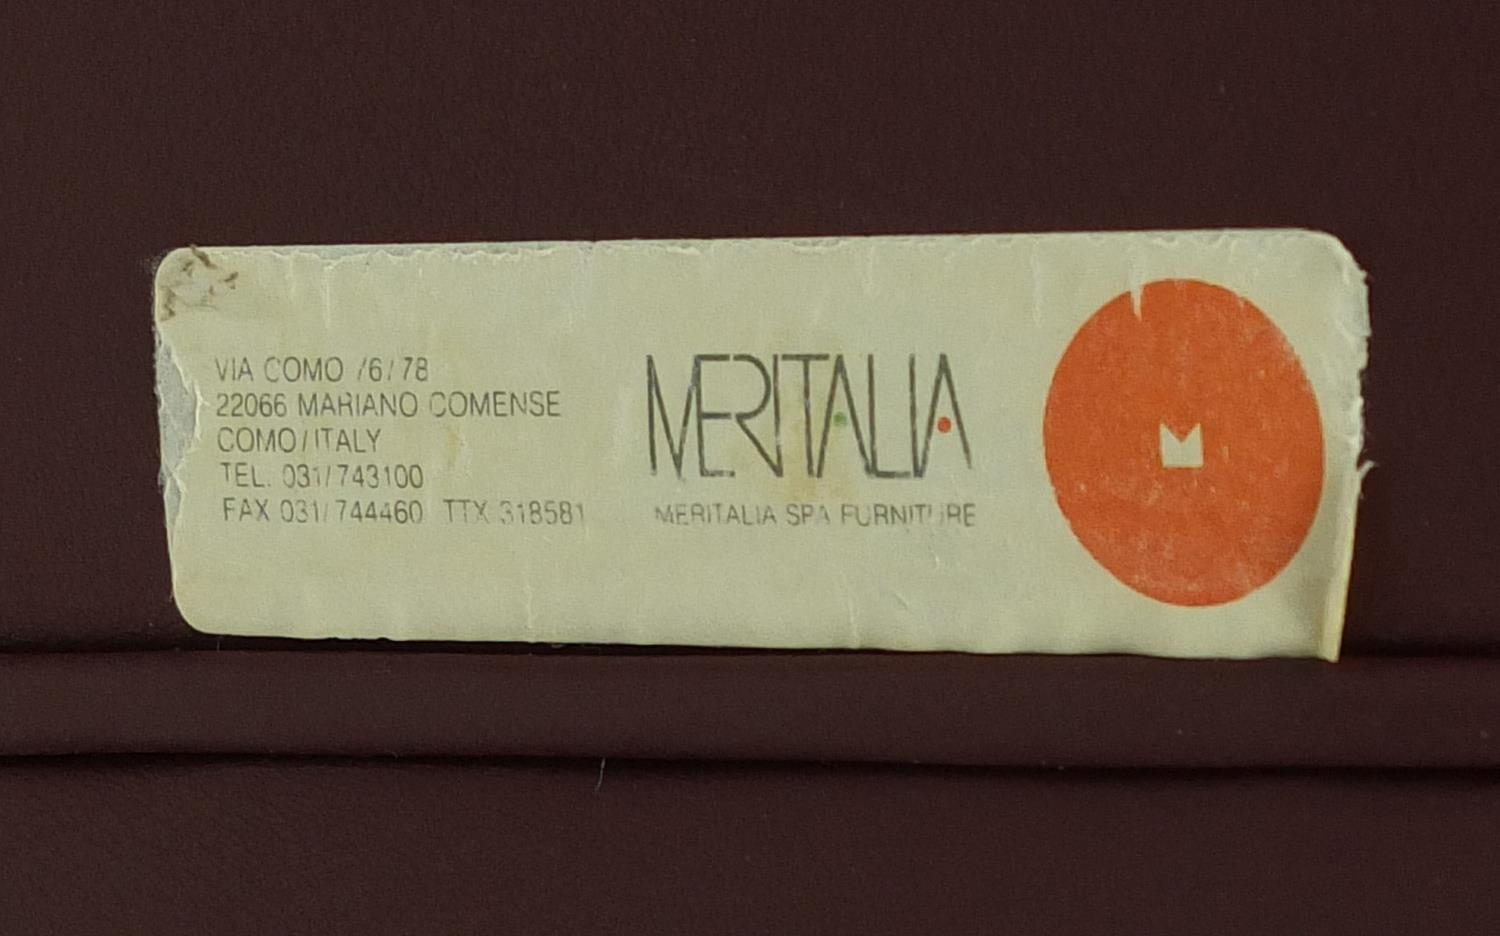 VIA COMO /6/78
22066 MARIANO COMENSE
COMO/ITALY
TEL. 031/743100
FAX 031/744460 TTX 318581
MERITALIA
MERITALIA SPA FURNITURE
M